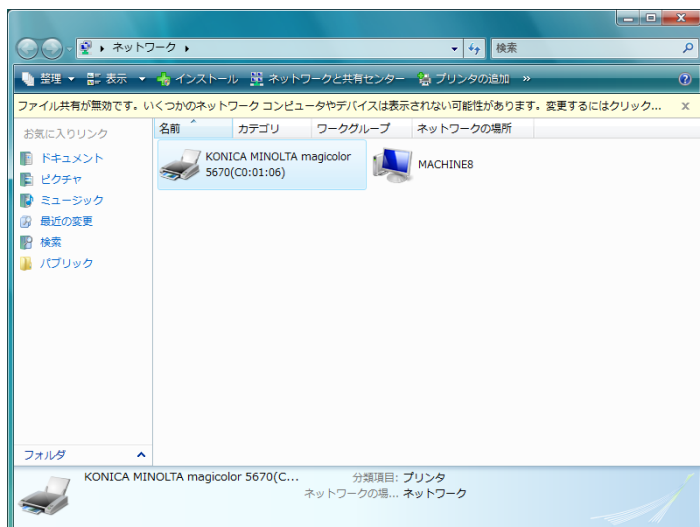 ネットワーク
検索
整理 表示 インストール ネットワークと共有センター プリンタの追加 »
ファイル共有が無効です。いくつかのネットワーク コンピュータやデバイスは表示されない可能性があります。変更するにはクリック...
お気に入りリンク
名前 カテゴリ ワークグループ ネットワークの場所
ドキュメント
ピクチャ
ミュージック
最近の変更
検索
パブリック
KONICA MINOLTA magicolor
5670(C0:01:06)
MACHINE8
フォルダ
KONICA MINOLTA magicolor 5670(C... 分類項目: プリンタ
ネットワークの場... ネットワーク